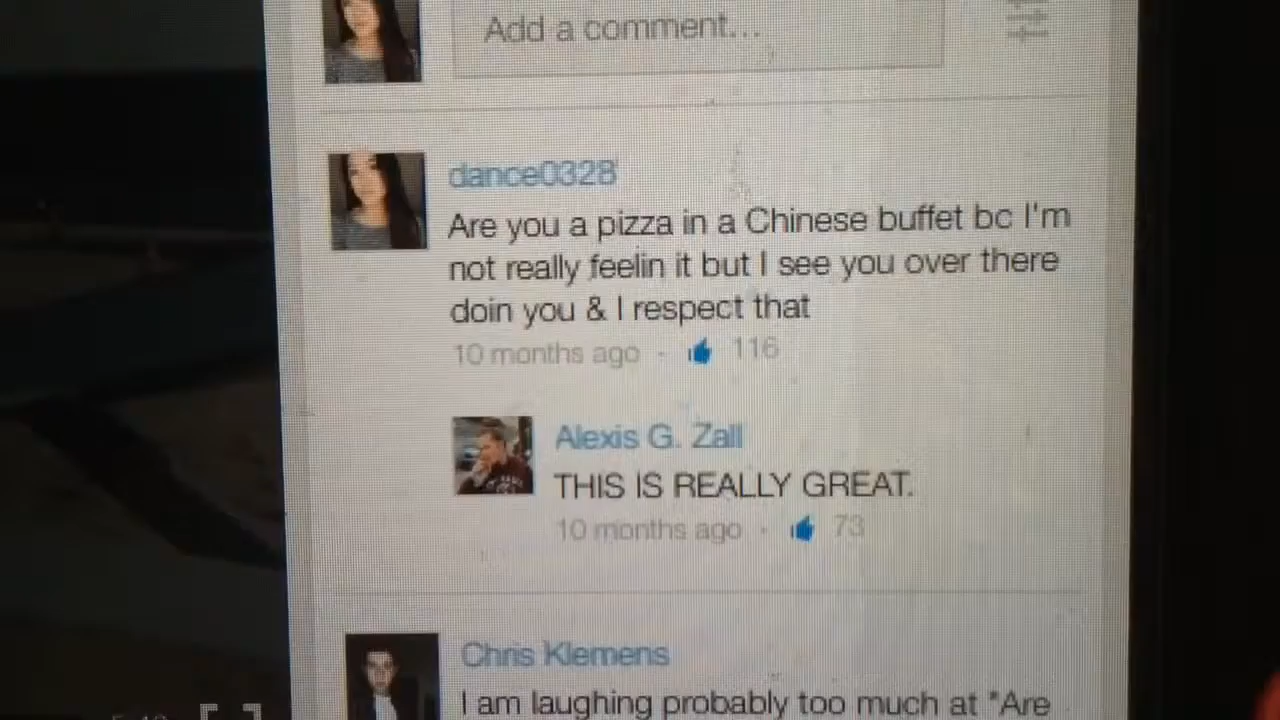 Add a comment...
dance0328
Are you a pizza in a Chinese buffet bc I'm
not really feelin it but I see you over there
doin you & I respect that
10 months ago · 116
Alexis G. Zall
THIS IS REALLY GREAT.
10 months ago · 73
Chris Klemens
I am laughing probably too much at "Are